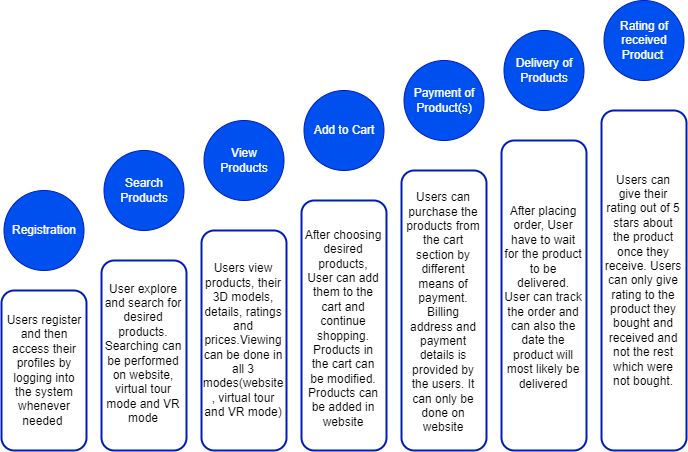 Registration
Users register
and then
access their
profiles by
logging into
the system
whenever
needed
Search
Products
User explore
and search for
desired
products.
Searching can
be performed
on website,
virtual tour
mode and VR
mode
View
Products
Users view
products, their
3D models,
details, ratings
and
prices.Viewing
can be done in
all 3
modes(website
, virtual tour
and VR mode)
Add to Cart
After choosing
desired
products,
User can add
them to the
cart and
continue
shopping.
Products in
the cart can
be modified.
Products can
be added in
website
Payment of
Product(s)
Users can
purchase the
products from
the cart
section by
different
means of
payment.
Billing
address and
payment
details is
provided by
the users. It
can only be
done on
website
Delivery of
Products
After placing
order, User
have to wait
for the product
to be
delivered.
User can track
the order and
can also the
date the
product will
most likely be
delivered
Rating of
received
Product
Users can
give their
rating out of 5
stars about
the product
once they
receive. Users
can only give
rating to the
product they
bought and
received and
not the rest
which were
not bought.